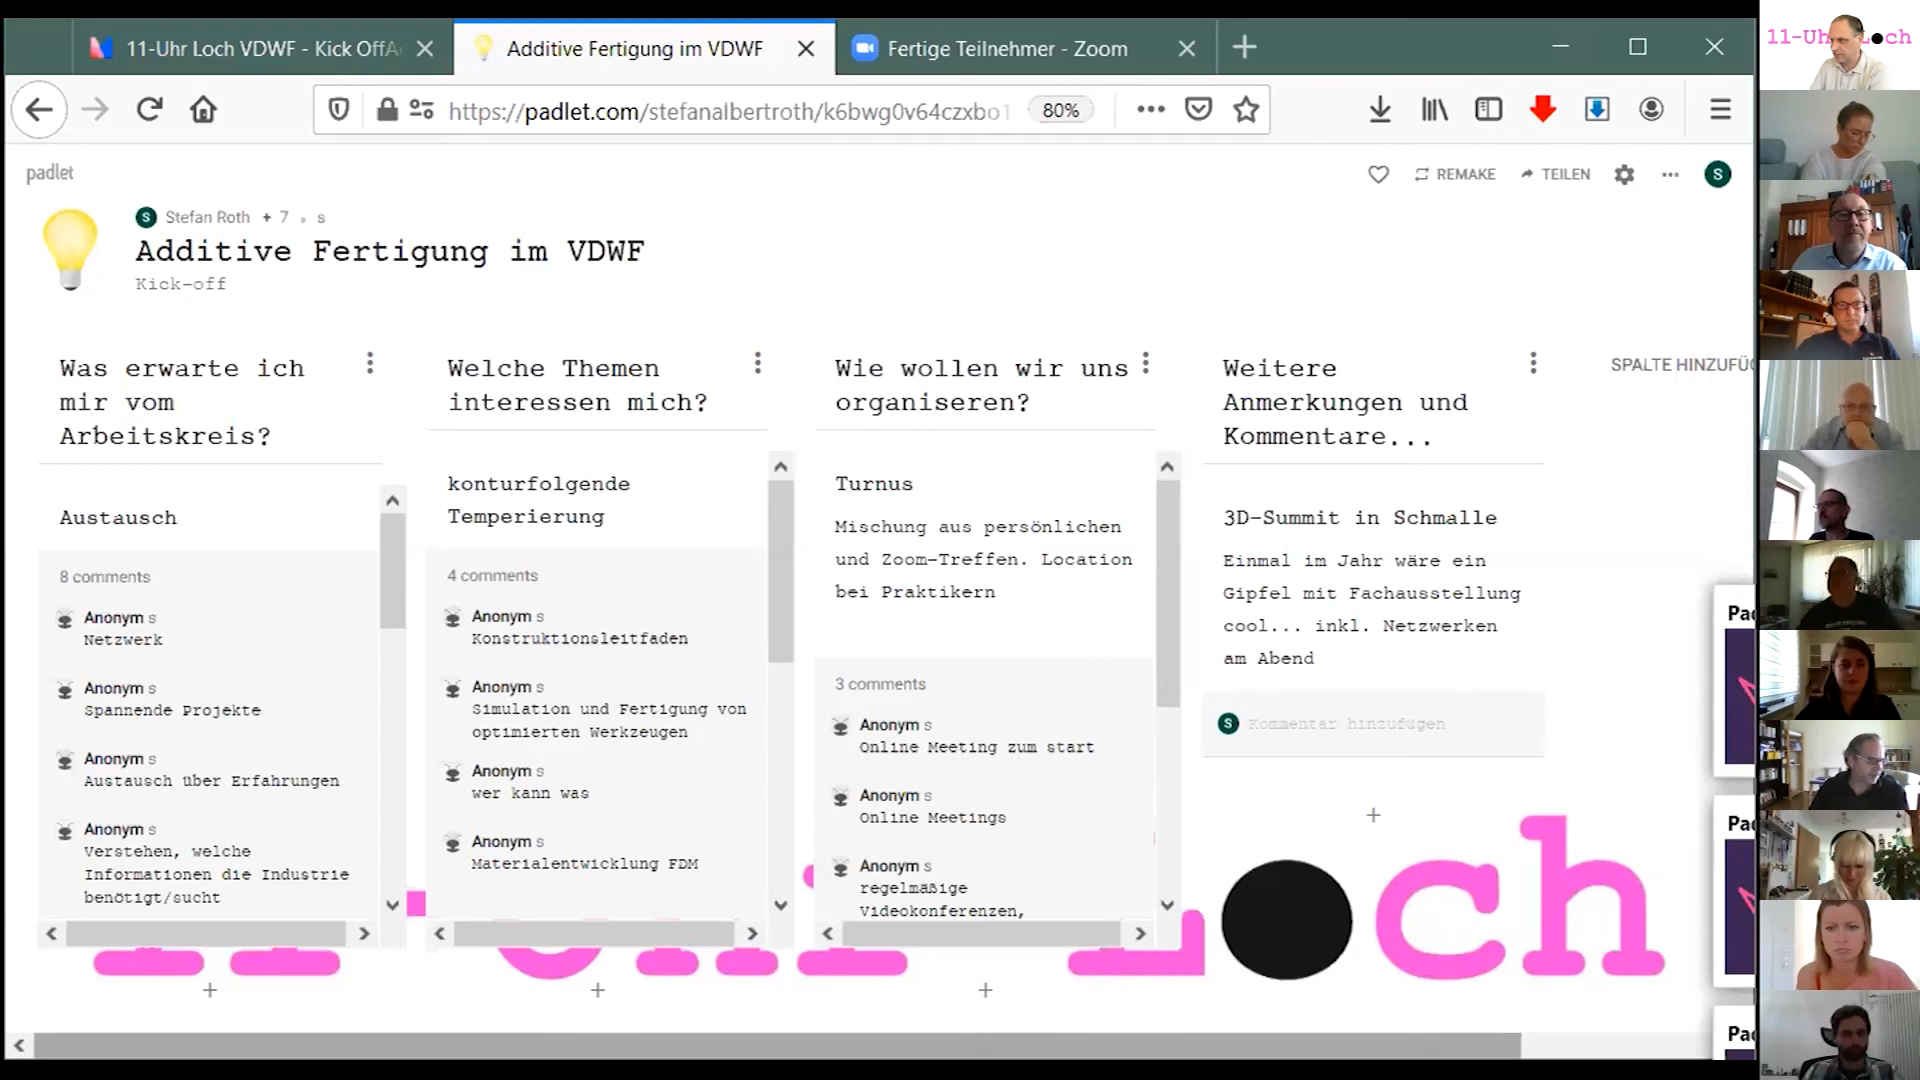 11-Uhr Loch VDWF - Kick OffA
Additive Fertigung im VDWF
Fertige Teilnehmer - Zoom
https://padlet.com/stefanalbertroth/k6bwg0v64czxbo1
80%
padlet
REMAKE
TEILEN
S
S Stefan Roth + 7 . s
Additive Fertigung im VDWF
Kick-off
Was erwarte ich
mir vom
Arbeitskreis?
Austausch
8 comments
Anonym s
Netzwerk
Anonym s
Spannende Projekte
Anonym s
Austausch über Erfahrungen
Anonym s
Verstehen, welche
Informationen die Industrie
benötigt/sucht
Welche Themen
interessen mich?
konturfolgende
Temperierung
4 comments
Anonym s
Konstruktionsleitfaden
Anonym s
Simulation und Fertigung von
optimierten Werkzeugen
Anonym s
wer kann was
Anonym s
Materialentwicklung FDM
Wie wollen wir uns
organiseren?
Turnus
Mischung aus persönlichen
und Zoom-Treffen. Location
bei Praktikern
3 comments
Anonym s
Online Meeting zum start
Anonym s
Online Meetings
Anonym s
regelmäßige
Videokonferenzen,
Weitere
Anmerkungen und
Kommentare...
3D-Summit in Schmalle
Einmal im Jahr wäre ein
Gipfel mit Fachausstellung
cool... inkl. Netzwerken
am Abend
S Kommentar hinzufügen
SPALTE HINZUFÜG
Pad
Pad
Pad